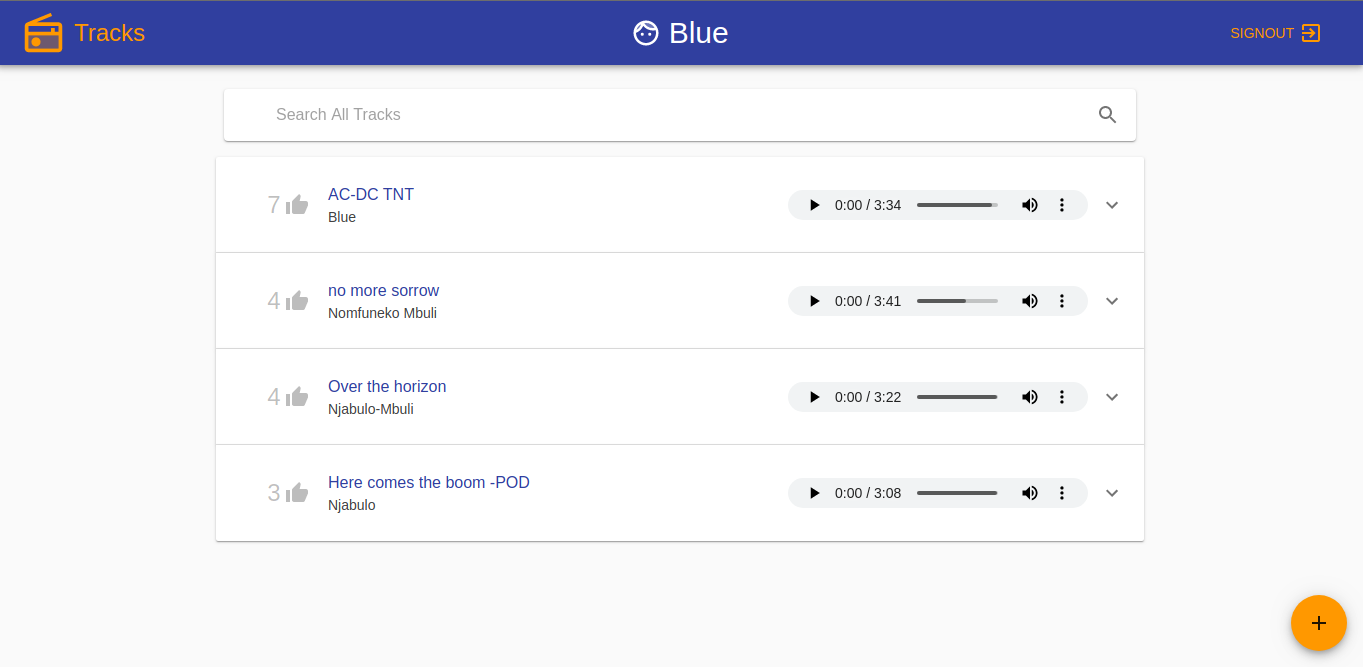 Tracks
Blue
SIGNOUT
Search All Tracks
7
AC-DC TNT
Blue
0:00 / 3:34
4
no more sorrow
Nomfuneko Mbuli
0:00 / 3:41
4
Over the horizon
Njabulo-Mbuli
0:00 / 3:22
3
Here comes the boom -POD
Njabulo
0:00 / 3:08